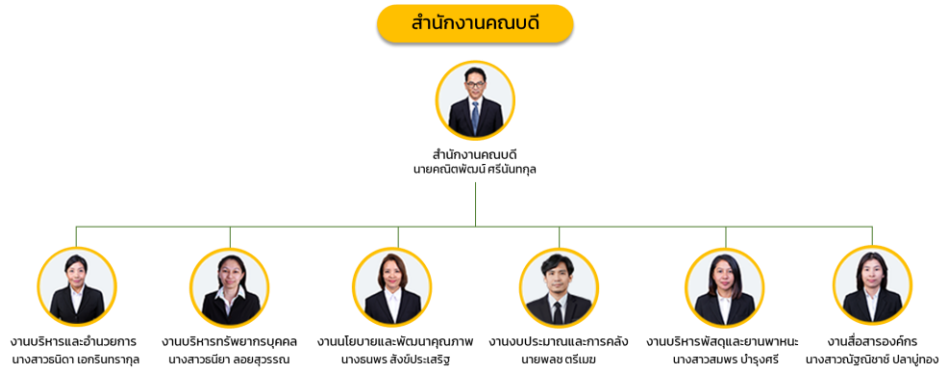 สำนักงานคณบดี
สำนักงานคณบดี
นายคณิตพัฒน์ ศรีนันทกุล
งานบริหารและอำนวยการ
นางสาวธนิดา เอกรินทรากุล
งานบริหารทรัพยากรบุคคล
นางสาวธนียา ลอยสุวรรณ
งานนโยบายและพัฒนาคุณภาพ
นางธนพร สังข์ประเสริฐ
งานงบประมาณและการคลัง
นายพลช ตรีเมฆ
งานบริหารพัสดุและยานพาหนะ
นางสาวสมพร บำรุงศรี
งานสื่อสารองค์กร
นางสาวณัฐณิชาช์ ปลาบู่ทอง